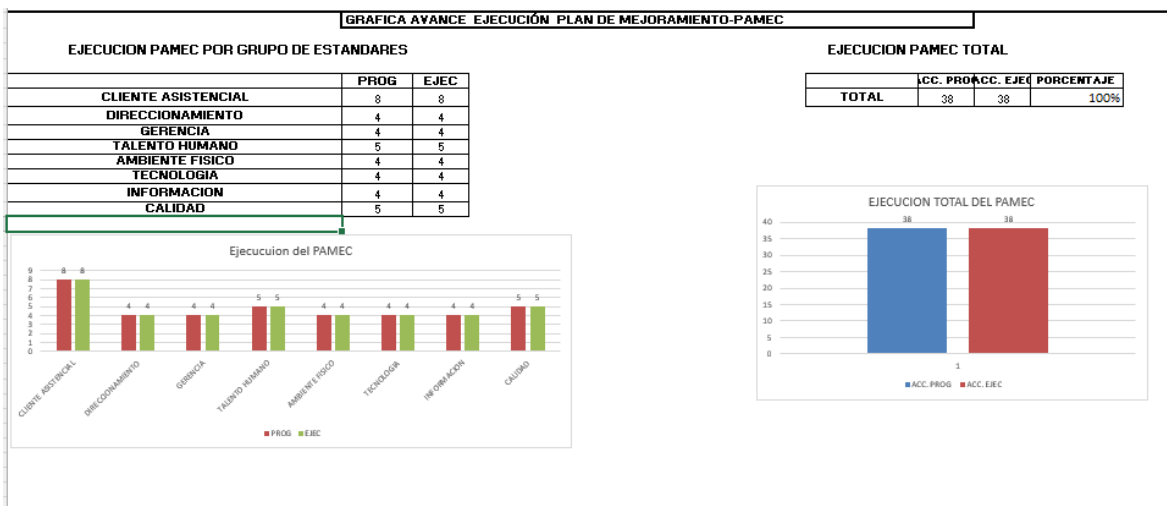 GRAFICA AVANCE EJECUCIÓN PLAN DE MEJORAMIENTO-PAMEC
EJECUCION PAMEC POR GRUPO DE ESTANDARES
PROG EJEC
CLIENTE ASISTENCIAL 8 8
DIRECCIONAMIENTO 4 4
GERENCIA 4 4
TALENTO HUMANO 5 5
AMBIENTE FISICO 4 4
TECNOLOGIA 4 4
INFORMACION 4 4
CALIDAD 5 5
EJECUCION PAMEC TOTAL
ACC. PROG ACC. EJEC PORCENTAJE
TOTAL 38 38 100%
Ejecucuion del PAMEC
9
8
7
6
5
4
3
2
1
0
8 8 4 4 4 4 5 5 4 4 4 4 4 4 5 5
CLIENTE ASISTENCIAL
DIRECCIONAMIENTO
GERENCIA
TALENTO HUMANO
AMBIENTE FISICO
TECNOLOGIA
INFORMACION
CALIDAD
PROG EJEC
EJECUCION TOTAL DEL PAMEC
40
35
30
25
20
15
10
5
0
38 38
1
ACC. PROG ACC. EJEC